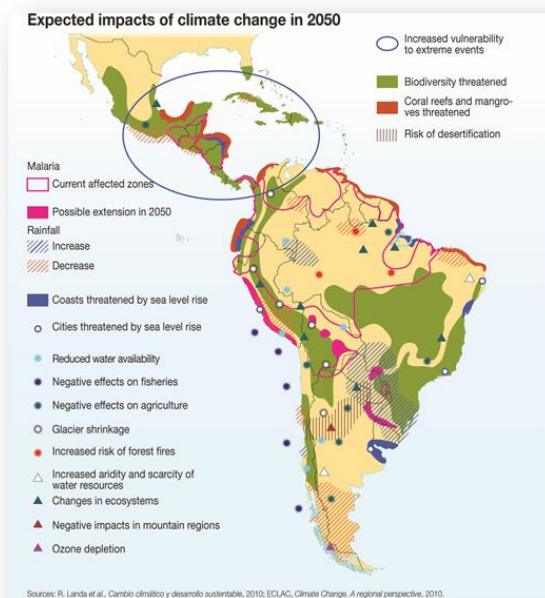 Expected impacts of climate change in 2050
Increased vulnerability
to extreme events
Biodiversity threatened
Coral reefs and mangro-
ves threatened
Risk of desertification
Malaria
Current affected zones
Possible extension in 2050
Rainfall
Increase
Decrease
Coasts threatened by sea level rise
Cities threatened by sea level rise
Reduced water availability
Negative effects on fisheries
Negative effects on agriculture
Glacier shrinkage
Increased risk of forest fires
Increased aridity and scarcity of
water resources
Changes in ecosystems
Negative impacts in mountain regions
Ozone depletion
Sources: R. Landa et al., Cambio climático y desarrollo sustentable, 2010; ECLAC, Climate Change. A regional perspective, 2010.